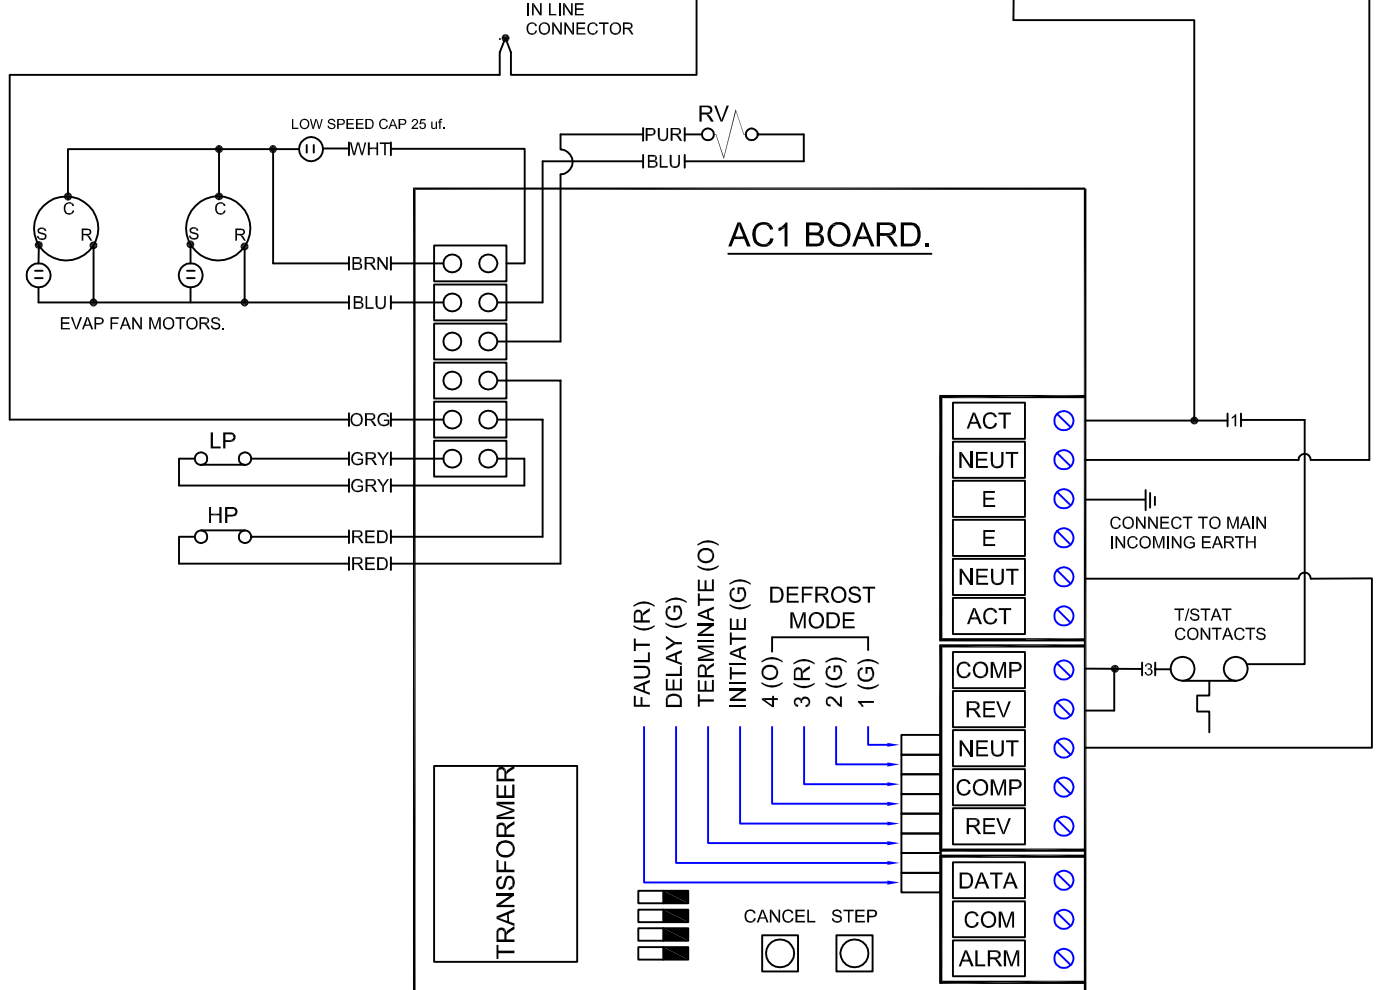 IN LINE
CONNECTOR
LOW SPEED CAP 25 uf.
WHT
RV
PUR
BLU
C
S
R
C
S
R
BRN
BLU
EVAP FAN MOTORS.
AC1 BOARD.
ORG
LP
GRY
GRY
HP
RED
RED
ACT
1
NEUT
E
CONNECT TO MAIN
INCOMING EARTH
E
NEUT
ACT
T/STAT
CONTACTS
COMP
3
REV
NEUT
COMP
REV
DATA
COM
ALRM
DEFROST
MODE
FAULT (R)
DELAY (G)
TERMINATE (O)
INITIATE (G)
4 (O)
3 (R)
2 (G)
1 (G)
TRANSFORMER
CANCEL STEP